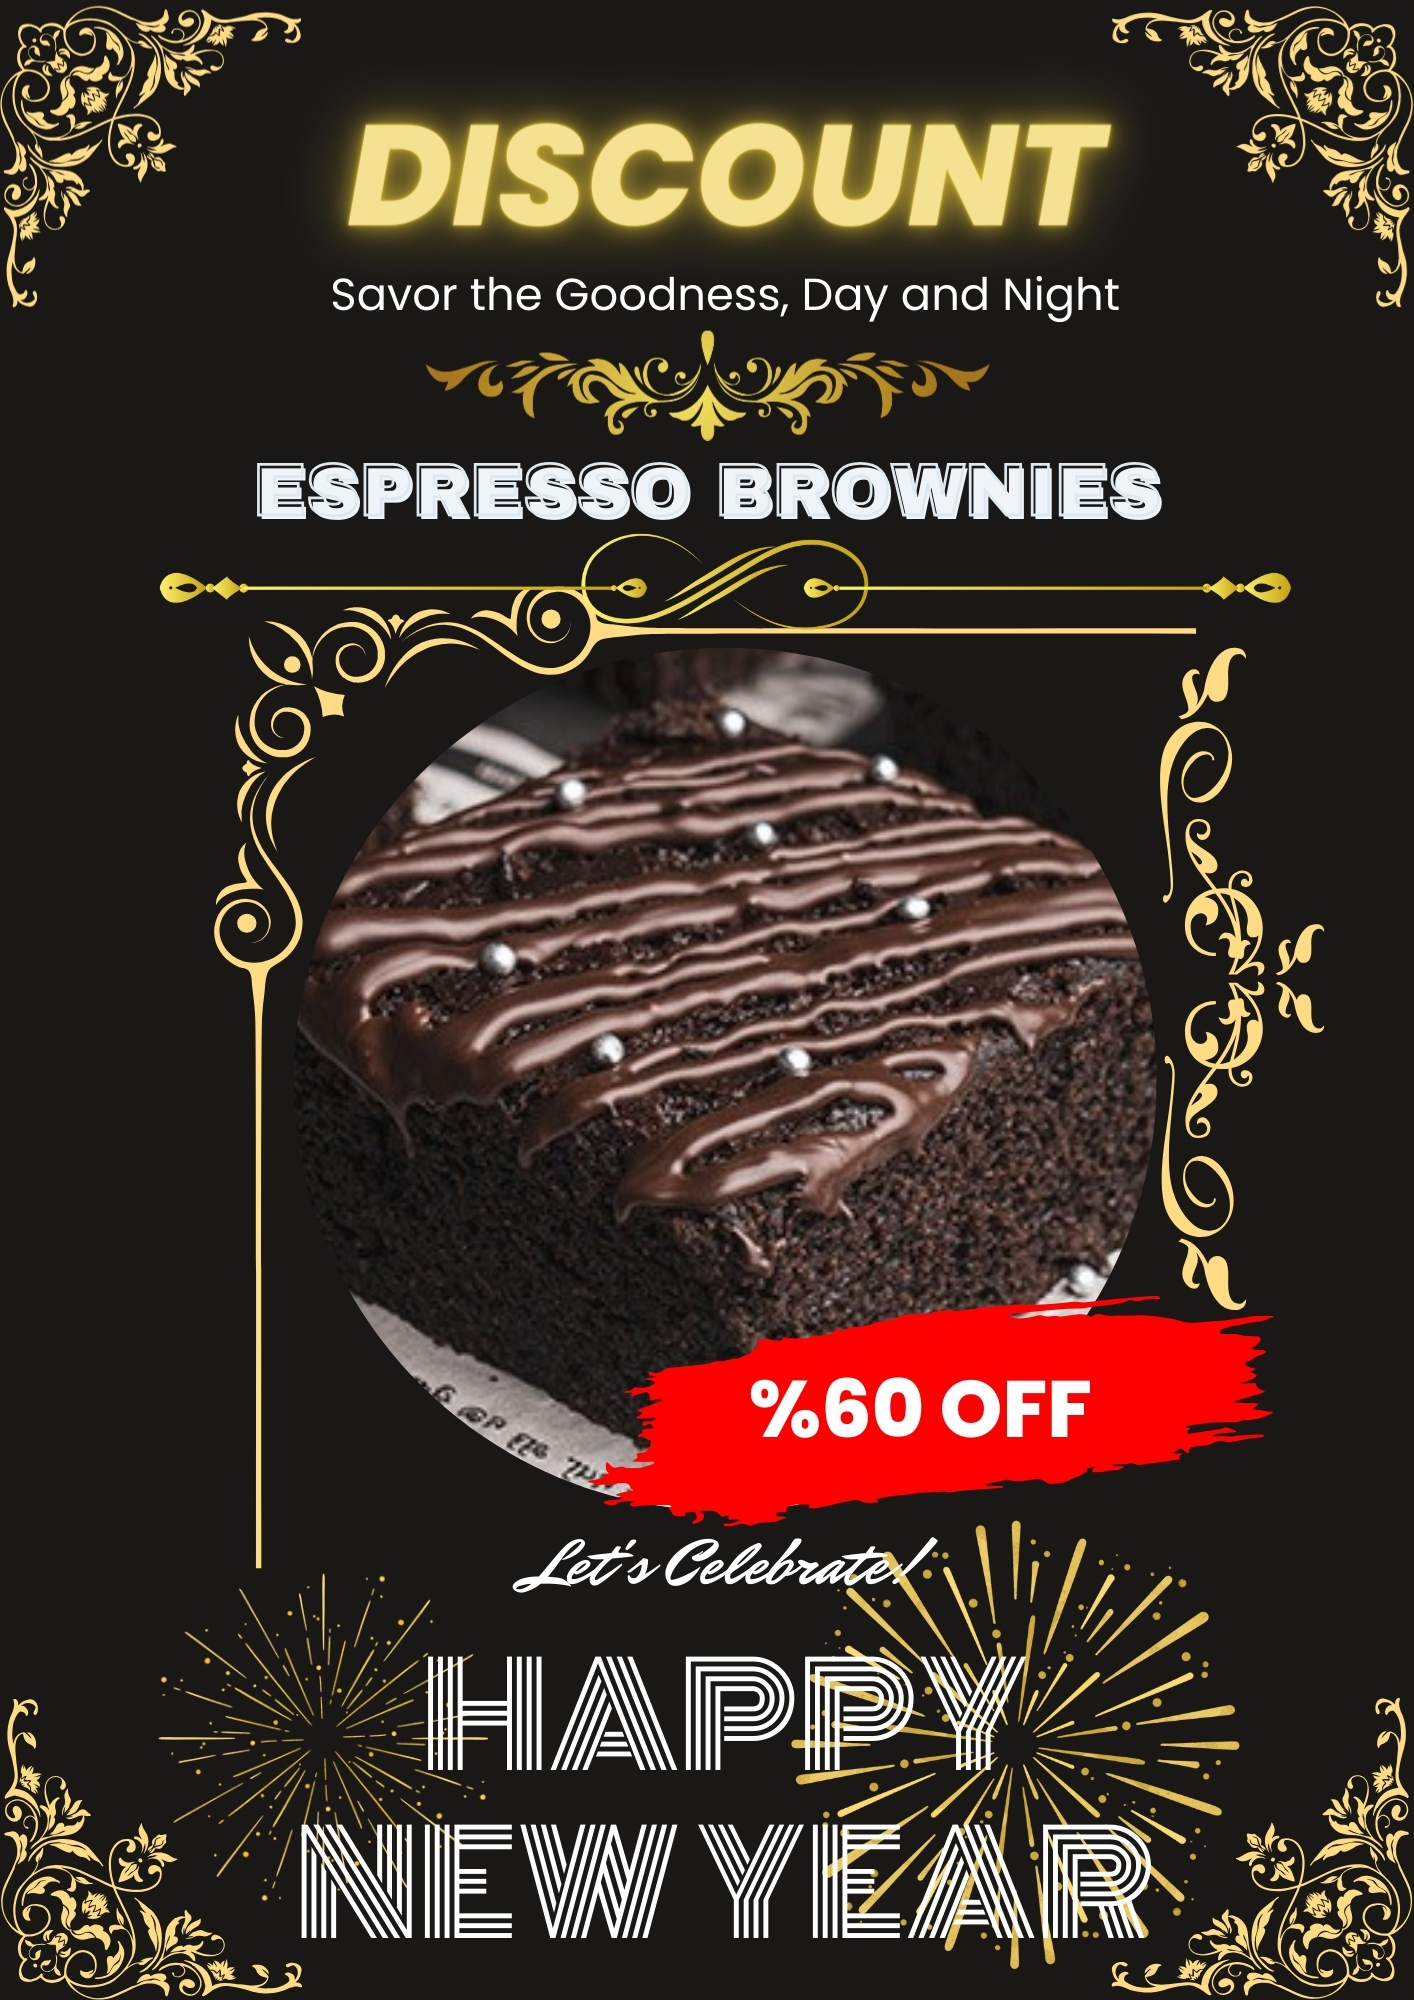 DISCOUNT
Savor the Goodness, Day and Night
ESPRESSO BROWNIES
%60 OFF
Let's Celebrate!
HAPPY
NEW YEAR